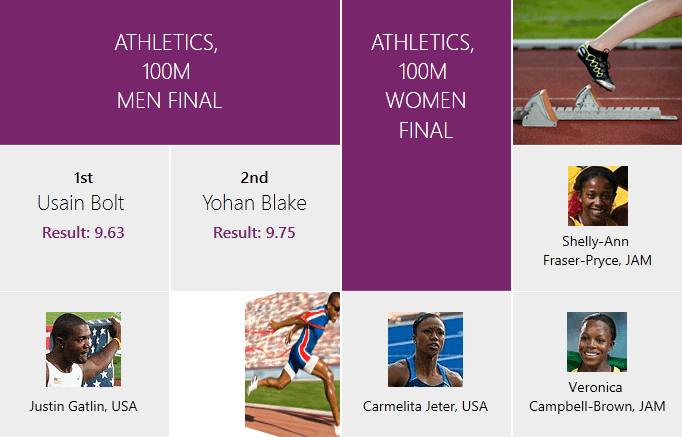 ATHLETICS,
100M
MEN FINAL
ATHLETICS,
100M
WOMEN
FINAL
1st
Usain Bolt
Result: 9.63
2nd
Yohan Blake
Result: 9.75
Shelly-Ann
Fraser-Pryce, JAM
Justin Gatlin, USA
Carmelita Jeter, USA
Veronica
Campbell-Brown, JAM